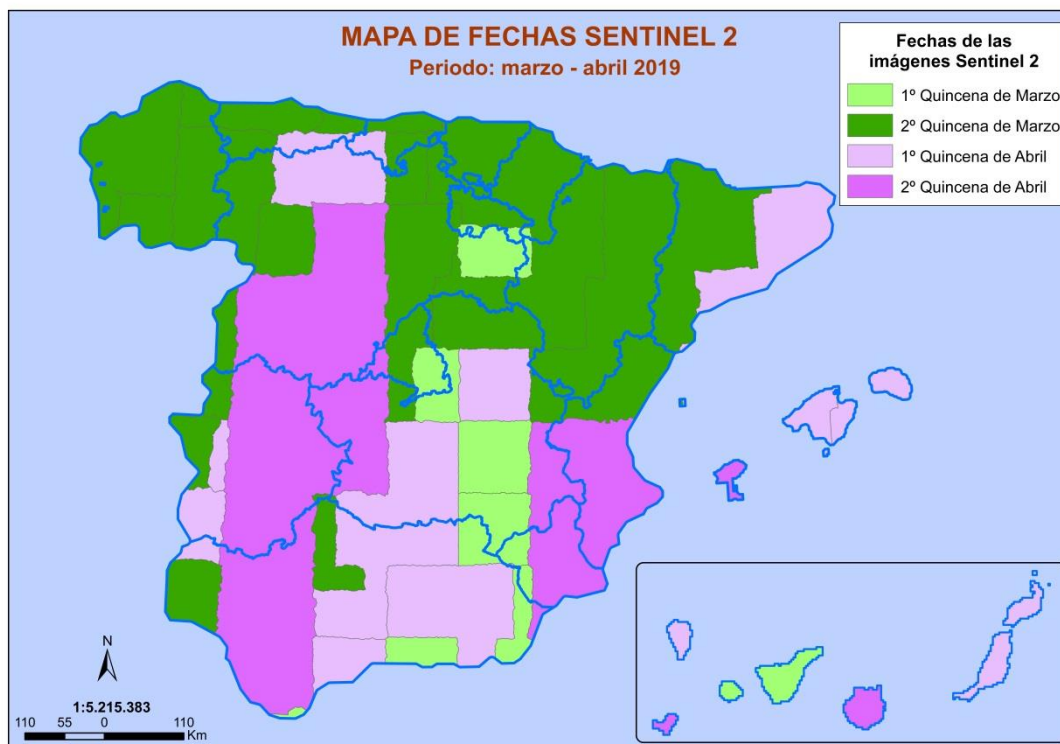 MAPA DE FECHAS SENTINEL 2
Periodo: marzo - abril 2019
Fechas de las
imágenes Sentinel 2
1º Quincena de Marzo
2º Quincena de Marzo
1º Quincena de Abril
2º Quincena de Abril
N
1:5.215.383
110 55 0 110
Km